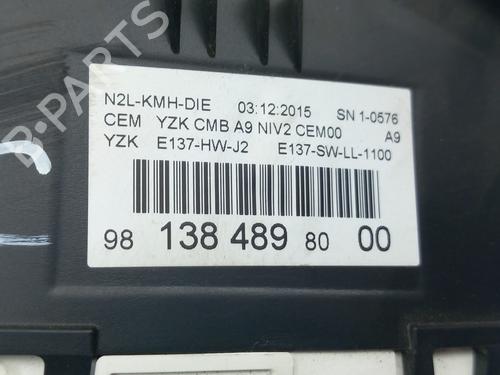 N2L-KMH-DIE 03:12:2015 SN 1-0576
CEM YZK CMB A9 NIV2 CEM00 A9
YZK E137-HW-J2 E137-SW-LL-1100
98 138 489 80 00
B-PARTS